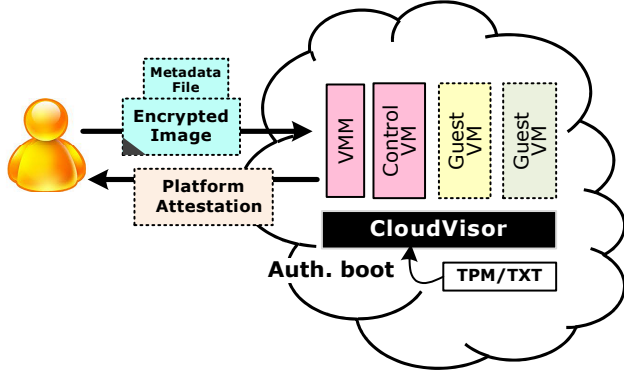 Metadata
File
Encrypted
Image
Platform
Attestation
VMM
Control
VM
Guest
VM
Guest
VM
CloudVisor
Auth. boot
TPM/TXT